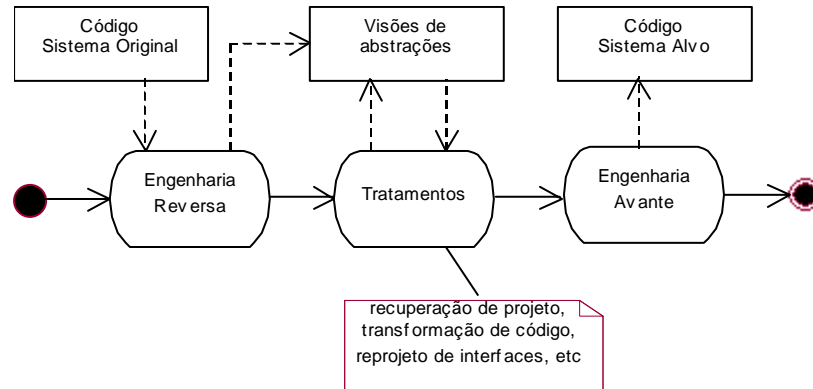 Código
Sistema Original
Visões de
abstrações
Código
Sistema Alvo
Engenharia
Reversa
Tratamentos
Engenharia
Avante
recuperação de projeto,
transformação de código,
reprojeto de interfaces, etc